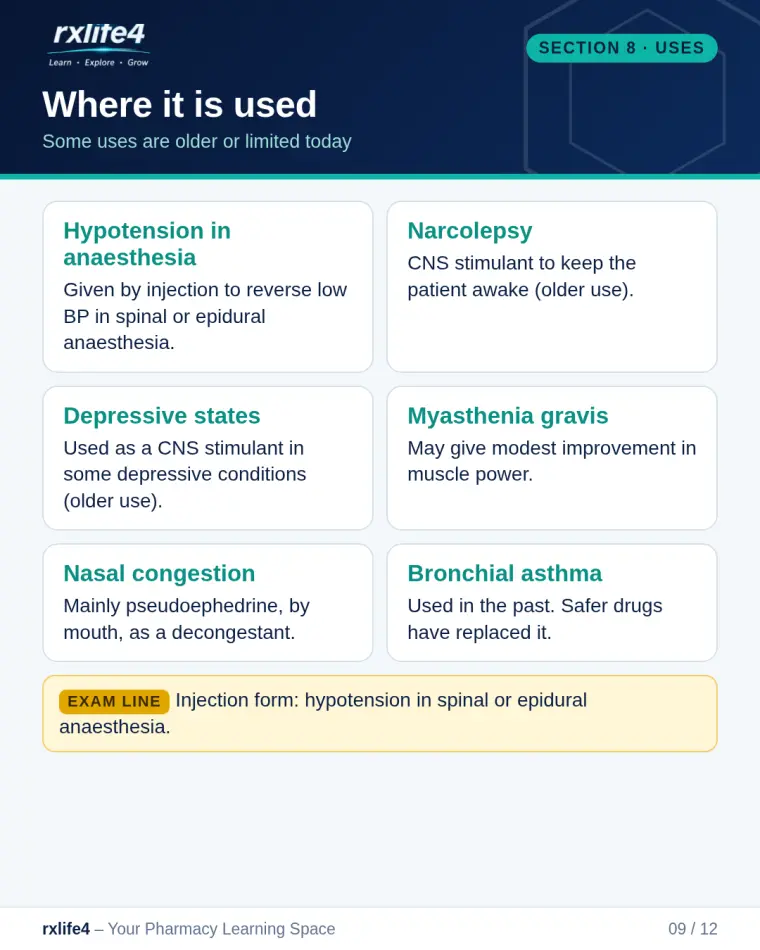 rxlite4
Learn • Explore • Grow
SECTION 8 · USES
Where it is used
Some uses are older or limited today
Hypotension in
anaesthesia
Given by injection to reverse low
BP in spinal or epidural
anaesthesia.
Narcolepsy
CNS stimulant to keep the
patient awake (older use).
Depressive states
Used as a CNS stimulant in
some depressive conditions
(older use).
Myasthenia gravis
May give modest improvement in
muscle power.
Nasal congestion
Mainly pseudoephedrine, by
mouth, as a decongestant.
Bronchial asthma
Used in the past. Safer drugs
have replaced it.
EXAM LINE Injection form: hypotension in spinal or epidural
anaesthesia.
rxlife4 – Your Pharmacy Learning Space
09 / 12